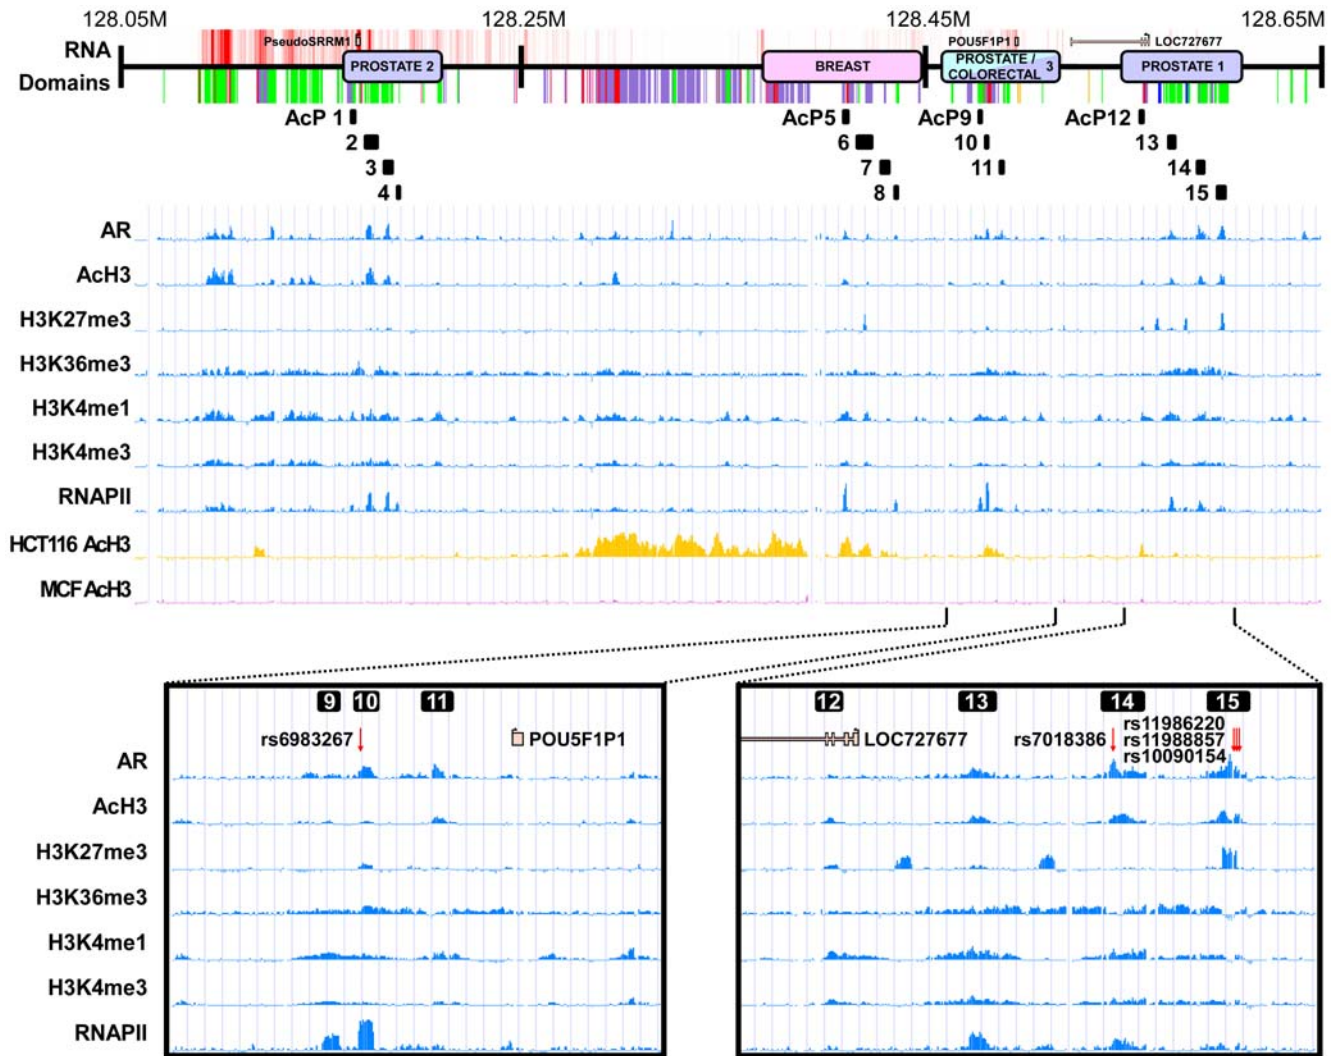 128.05M 128.25M 128.45M 128.65M
RNA PseudoSRRM1 POU5F1P1 LOC727677
PROSTATE 2 BREAST PROSTATE / COLORECTAL 3 PROSTATE 1
Domains
AcP 1 AcP5 AcP9 AcP12
2 6 10 13
3 7 11 14
4 8 15
AR
AcH3
H3K27me3
H3K36me3
H3K4me1
H3K4me3
RNAPII
HCT116 AcH3
MCF AcH3
9 10 11
rs6983267 POU5F1P1
AR
AcH3
H3K27me3
H3K36me3
H3K4me1
H3K4me3
RNAPII
12 13 14 15
LOC727677 rs7018386 rs11986220
rs11988857
rs10090154